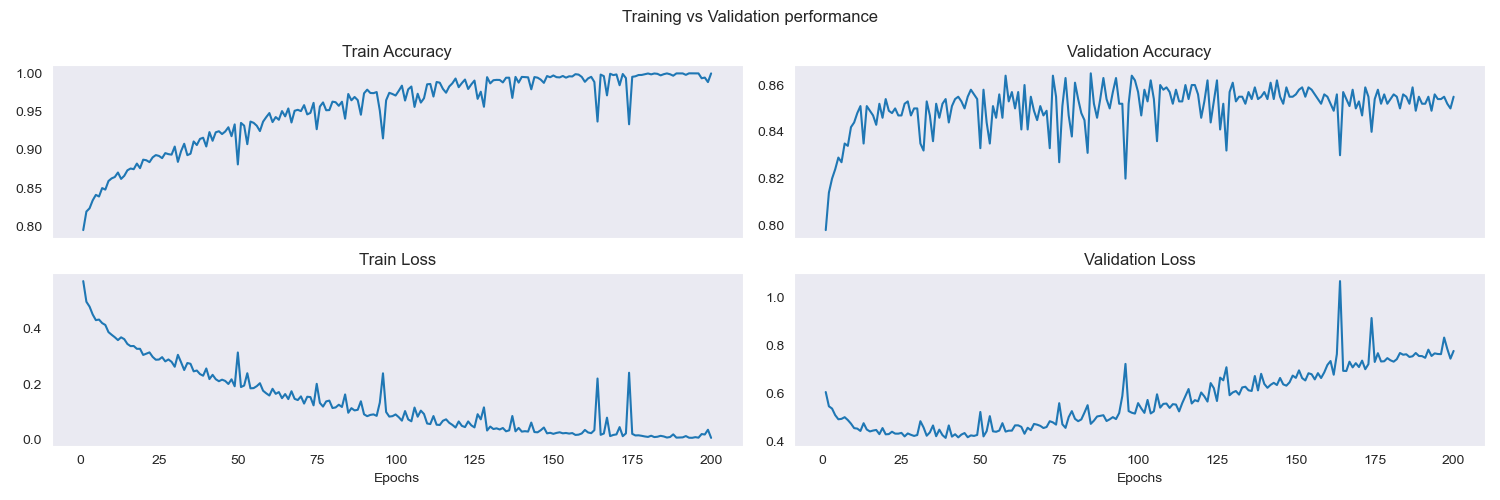 Training vs Validation performance
Train Accuracy
Validation Accuracy
1.00
0.95
0.90
0.85
0.80
0.86
0.84
0.82
0.80
Train Loss
Validation Loss
0.4
0.2
0.0
1.0
0.8
0.6
0.4
0 25 50 75 100 125 150 175 200
0 25 50 75 100 125 150 175 200
Epochs
Epochs